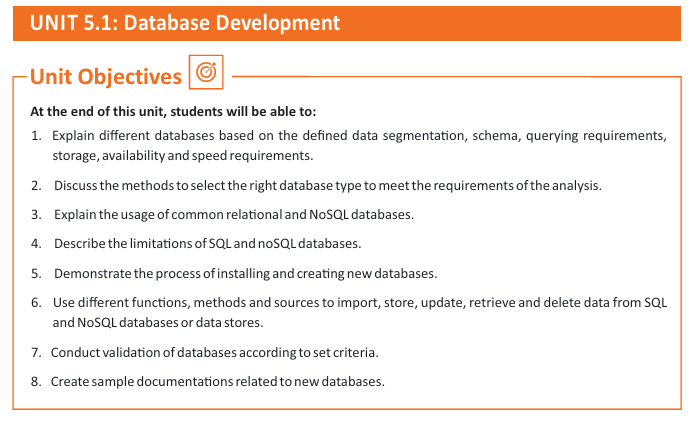 UNIT 5.1: Database Development
Unit Objectives
At the end of this unit, students will be able to:
1. Explain different databases based on the defined data segmentation, schema, querying requirements,
storage, availability and speed requirements.
2. Discuss the methods to select the right database type to meet the requirements of the analysis.
3. Explain the usage of common relational and NoSQL databases.
4. Describe the limitations of SQL and noSQL databases.
5. Demonstrate the process of installing and creating new databases.
6. Use different functions, methods and sources to import, store, update, retrieve and delete data from SQL
and NoSQL databases or data stores.
7. Conduct validation of databases according to set criteria.
8. Create sample documentations related to new databases.